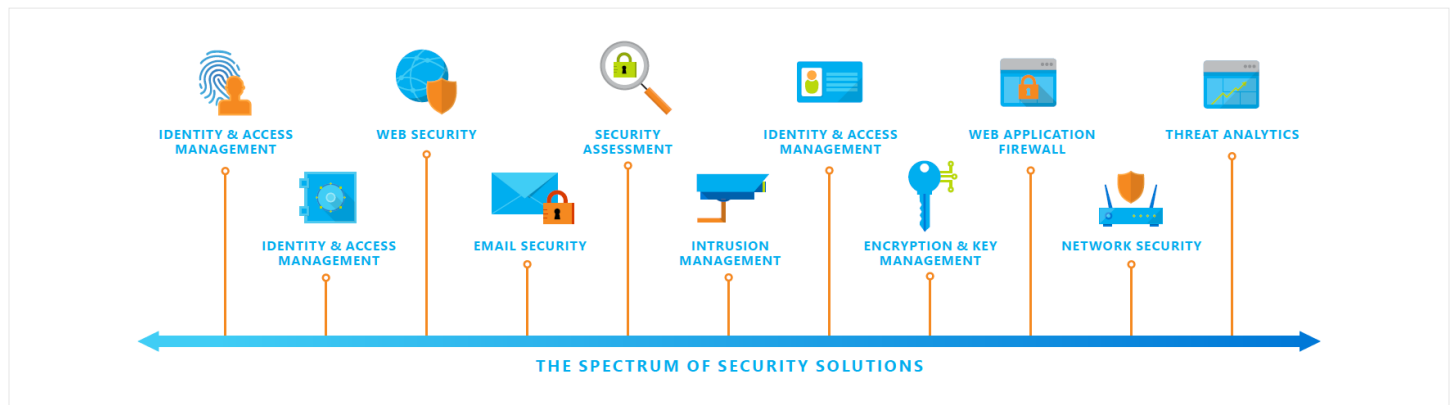 IDENTITY & ACCESS
MANAGEMENT
WEB SECURITY
SECURITY
ASSESSMENT
IDENTITY & ACCESS
MANAGEMENT
WEB APPLICATION
FIREWALL
THREAT ANALYTICS
IDENTITY & ACCESS
MANAGEMENT
EMAIL SECURITY
INTRUSION
MANAGEMENT
ENCRYPTION & KEY
MANAGEMENT
NETWORK SECURITY
THE SPECTRUM OF SECURITY SOLUTIONS